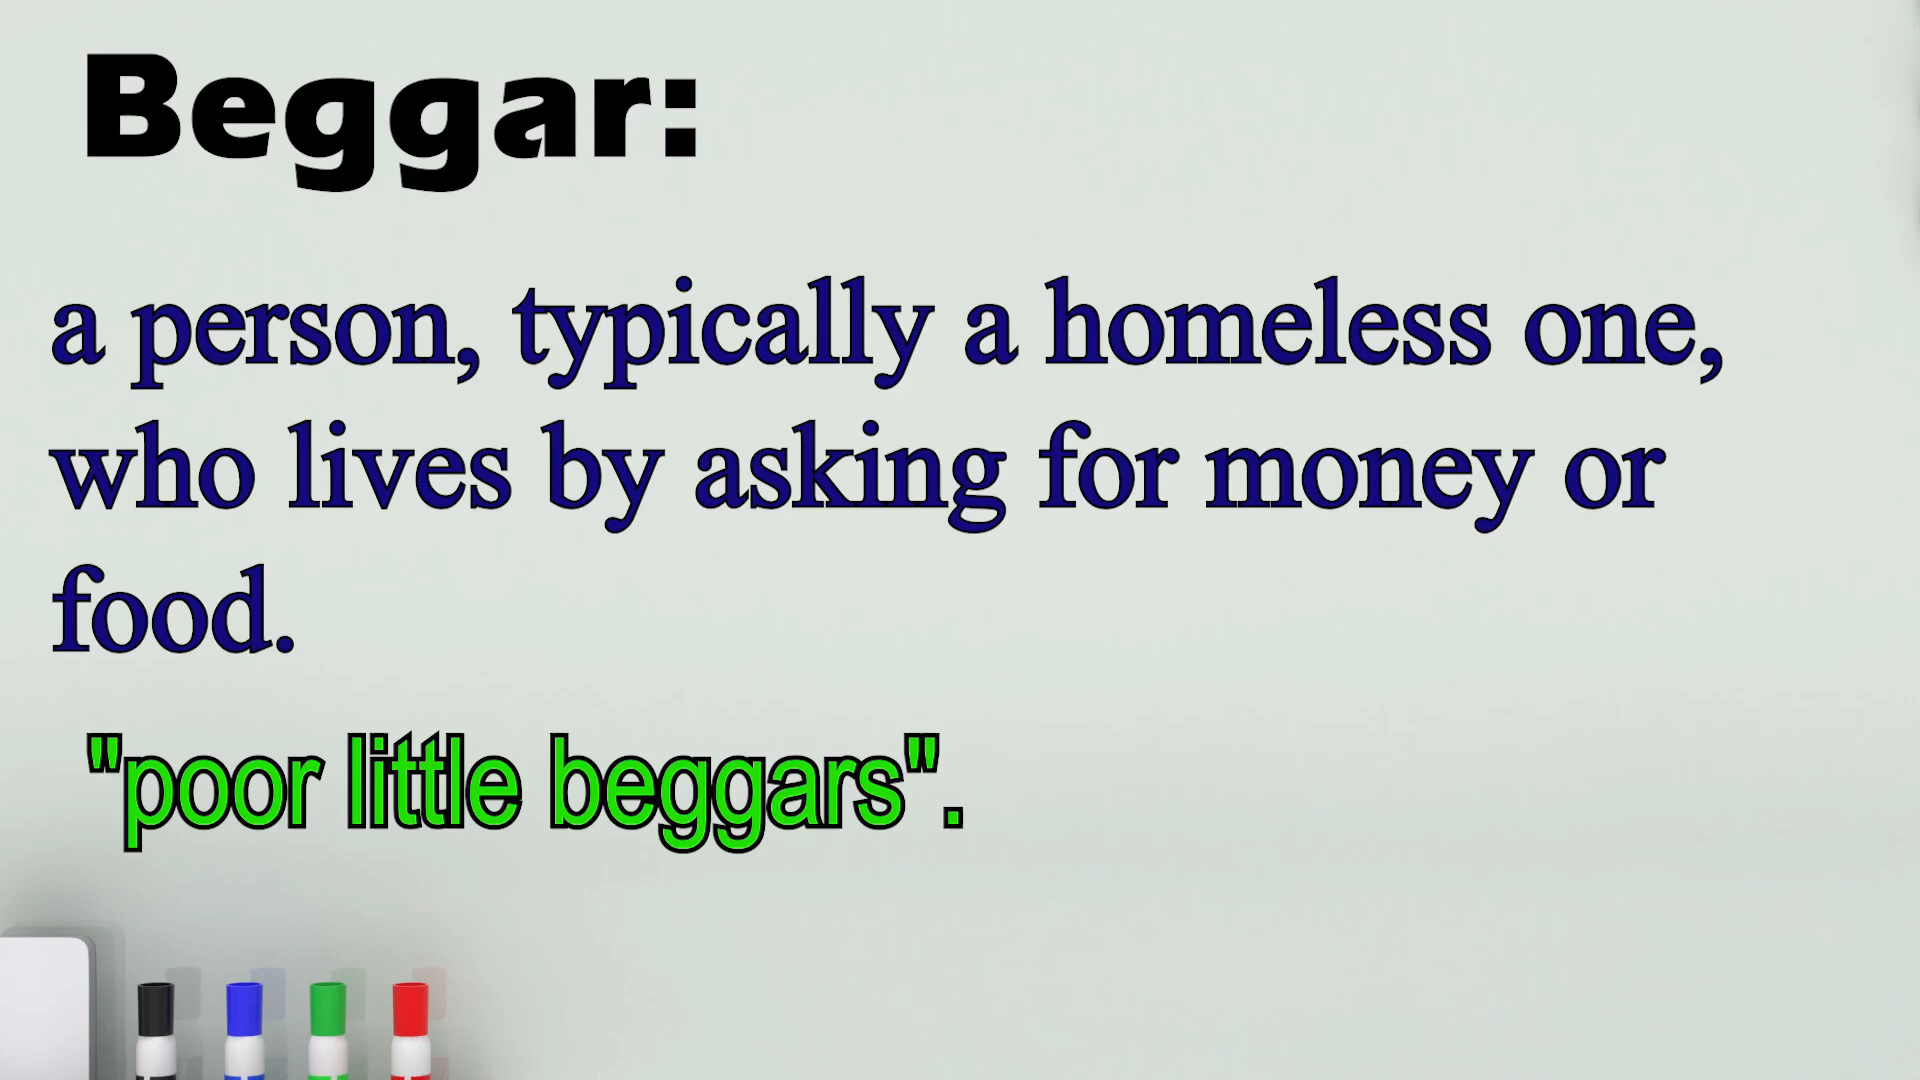 Beggar:
a person, typically a homeless one,
who lives by asking for money or
food.
"poor little beggars".